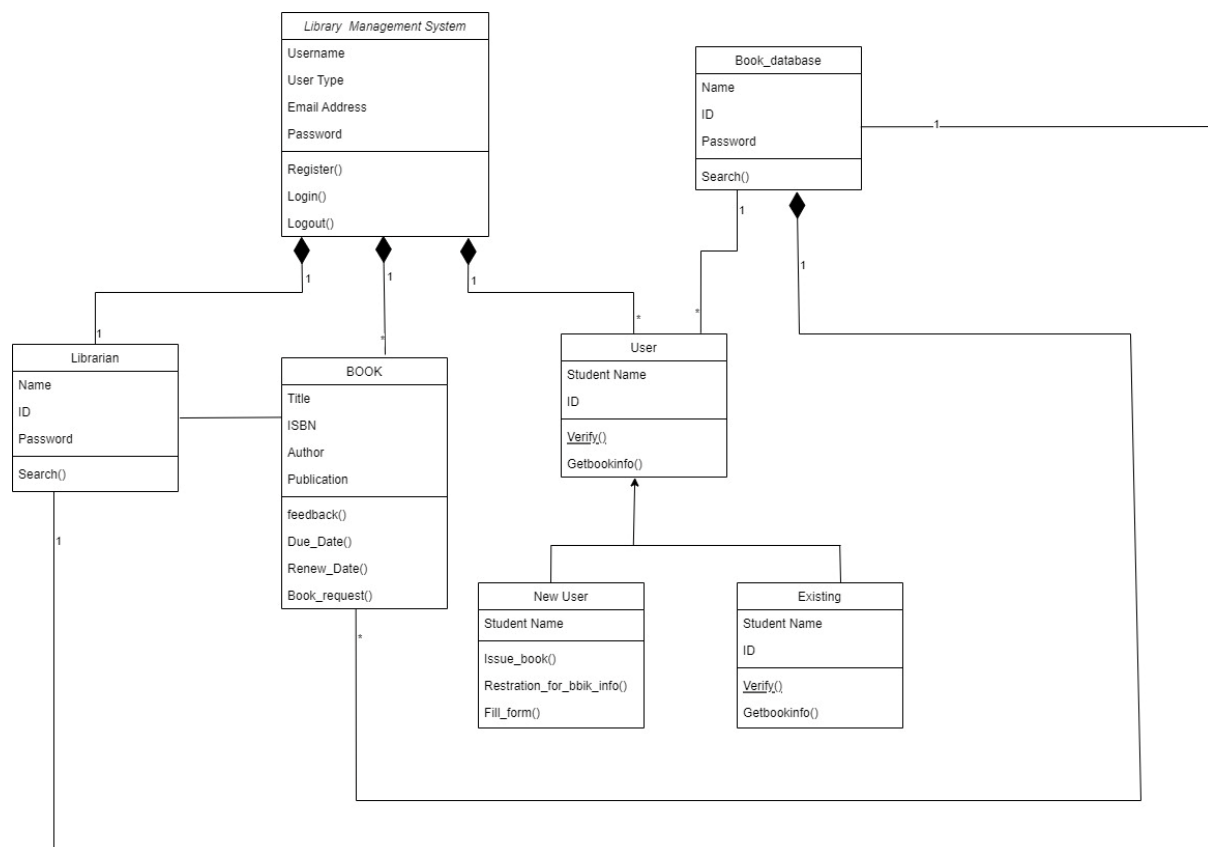 Library Management System
Username
User Type
Email Address
Password
Register()
Login()
Logout()
1
1
1
Book_database
Name
ID
Password
Search()
1
1
1
1
*
*
*
Librarian
Name
ID
Password
Search()
1
BOOK
Title
ISBN
Author
Publication
feedback()
Due_Date()
Renew_Date()
Book_request()
*
User
Student Name
ID
Verify()
Getbookinfo()
New User
Student Name
Issue_book()
Restration_for_bbik_info()
Fill_form()
Existing
Student Name
ID
Verify()
Getbookinfo()